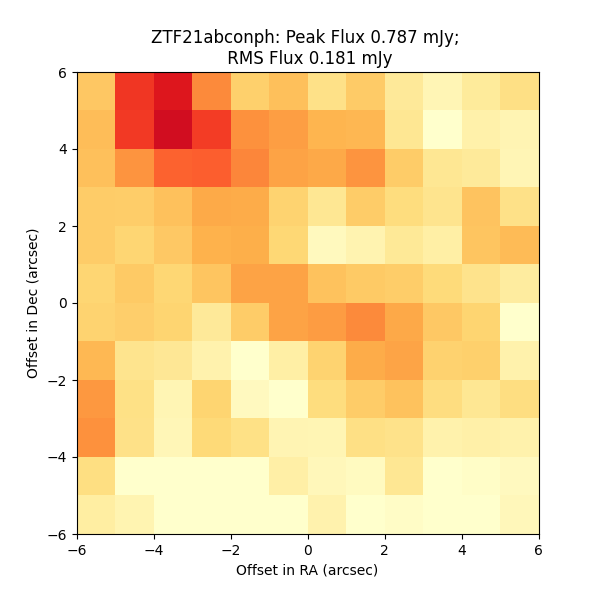 ZTF21abconph: Peak Flux 0.787 mJy;
RMS Flux 0.181 mJy
6
4
2
0
−2
−4
−6
Offset in Dec (arcsec)
−6 −4 −2 0 2 4 6
Offset in RA (arcsec)